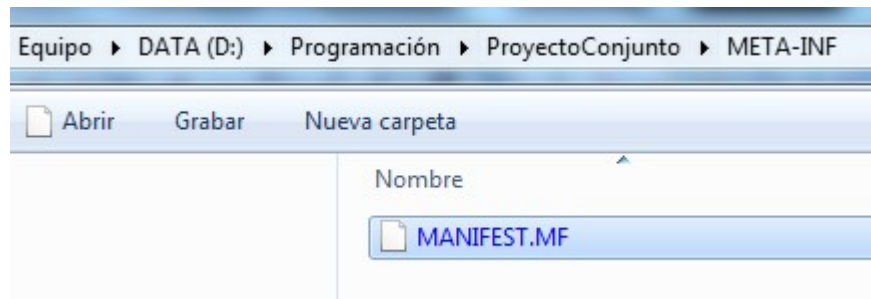 Equipo ▸ DATA (D:) ▸ Programación ▸ ProyectoConjunto ▸ META-INF
Abrir Grabar Nueva carpeta
Nombre
MANIFEST.MF